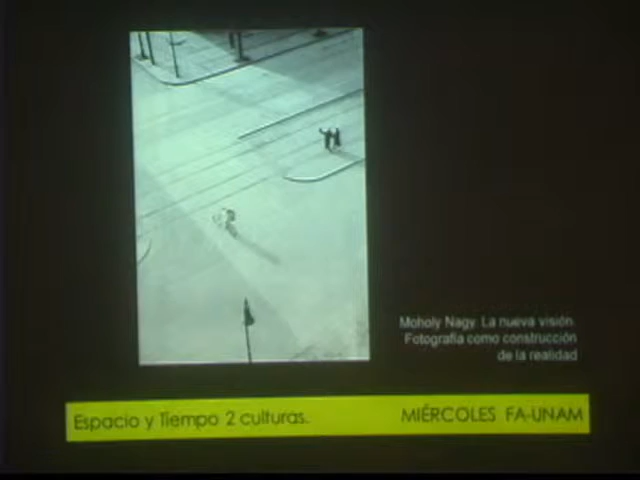 Moholy Nagy. La nueva visión.
Fotografía como construcción
de la realidad
Espacio y Tiempo 2 culturas. MIÉRCOLES FA-UNAM